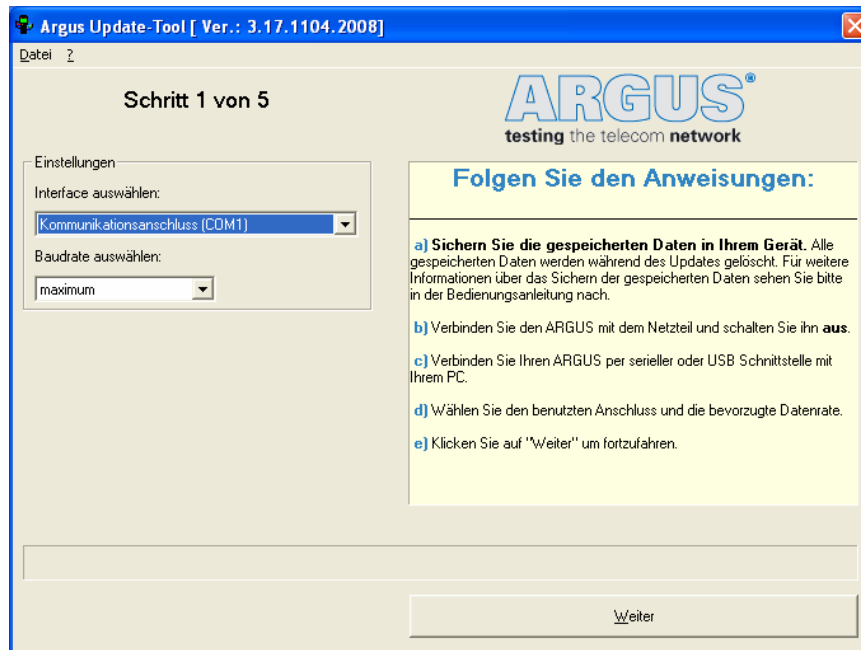 Argus Update-Tool [ Ver.: 3.17.1104.2008]
Datei ?
Schritt 1 von 5
ARGUS®
testing the telecom network
Einstellungen
Interface auswählen:
Kommunikationsanschluss (COM1)
Baudrate auswählen:
maximum
Folgen Sie den Anweisungen:
a) Sichern Sie die gespeicherten Daten in Ihrem Gerät. Alle
gespeicherten Daten werden während des Updates gelöscht. Für weitere
Informationen über das Sichern der gespeicherten Daten sehen Sie bitte
in der Bedienungsanleitung nach.
b) Verbinden Sie den ARGUS mit dem Netzteil und schalten Sie ihn aus.
c) Verbinden Sie Ihren ARGUS per serieller oder USB Schnittstelle mit
Ihrem PC.
d) Wählen Sie den benutzten Anschluss und die bevorzugte Datenrate.
e) Klicken Sie auf "Weiter" um fortzufahren.
Weiter